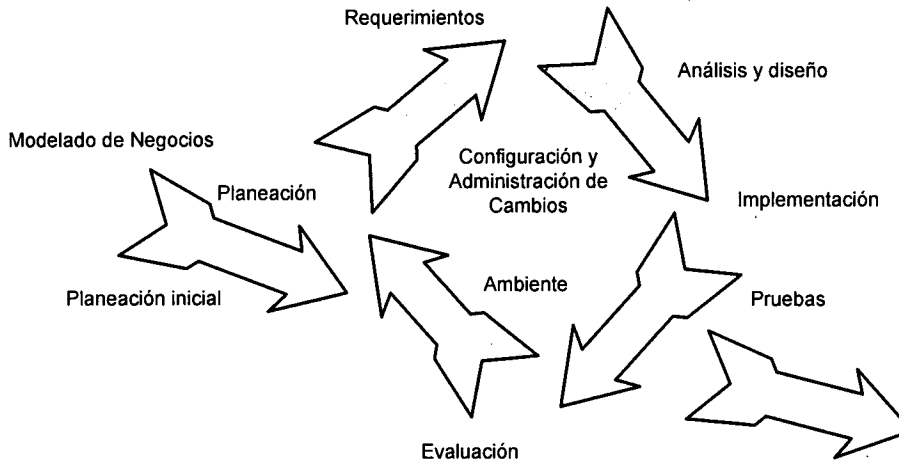 Requerimientos
Análisis y diseño
Modelado de Negocios
Configuración y
Administración de
Cambios
Planeación
Implementación
Planeación inicial
Ambiente
Pruebas
Evaluación